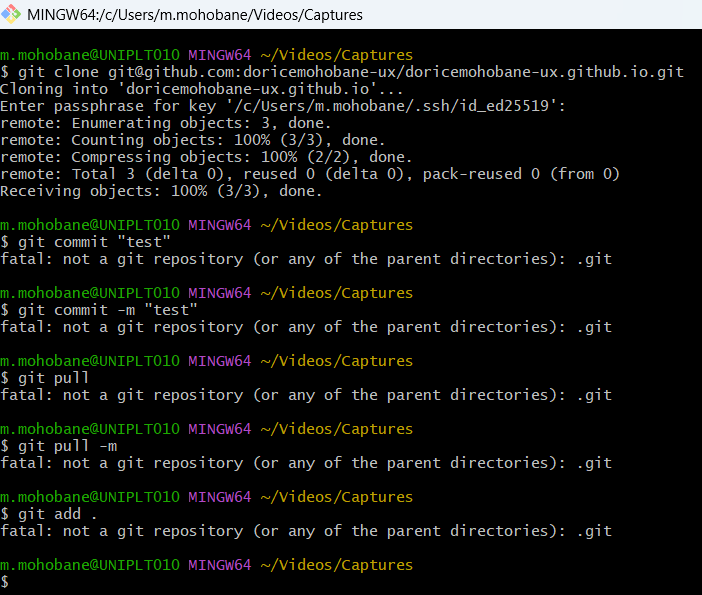 MINGW64:/c/Users/m.mohobane/Videos/Captures
m.mohobane@UNIPLT010 MINGW64 ~/Videos/Captures
$ git clone git@github.com:doricemohobane-ux/doricemohobane-ux.github.io.git
Cloning into 'doricemohobane-ux.github.io'...
Enter passphrase for key '/c/Users/m.mohobane/.ssh/id_ed25519':
remote: Enumerating objects: 3, done.
remote: Counting objects: 100% (3/3), done.
remote: Compressing objects: 100% (2/2), done.
remote: Total 3 (delta 0), reused 0 (delta 0), pack-reused 0 (from 0)
Receiving objects: 100% (3/3), done.
m.mohobane@UNIPLT010 MINGW64 ~/Videos/Captures
$ git commit "test"
fatal: not a git repository (or any of the parent directories): .git
m.mohobane@UNIPLT010 MINGW64 ~/Videos/Captures
$ git commit -m "test"
fatal: not a git repository (or any of the parent directories): .git
m.mohobane@UNIPLT010 MINGW64 ~/Videos/Captures
$ git pull
fatal: not a git repository (or any of the parent directories): .git
m.mohobane@UNIPLT010 MINGW64 ~/Videos/Captures
$ git pull -m
fatal: not a git repository (or any of the parent directories): .git
m.mohobane@UNIPLT010 MINGW64 ~/Videos/Captures
$ git add .
fatal: not a git repository (or any of the parent directories): .git
m.mohobane@UNIPLT010 MINGW64 ~/Videos/Captures
$